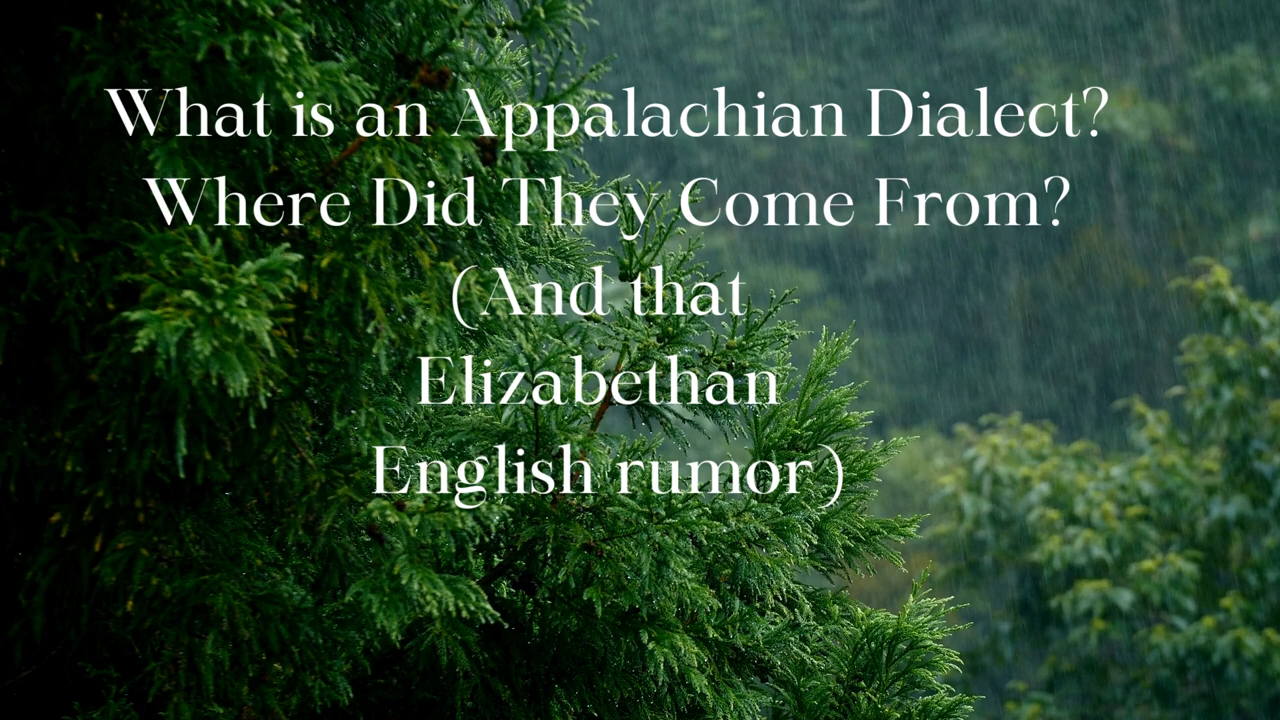 What is an Appalachian Dialect?
Where Did They Come From?
(And that
Elizabethan
English rumor)